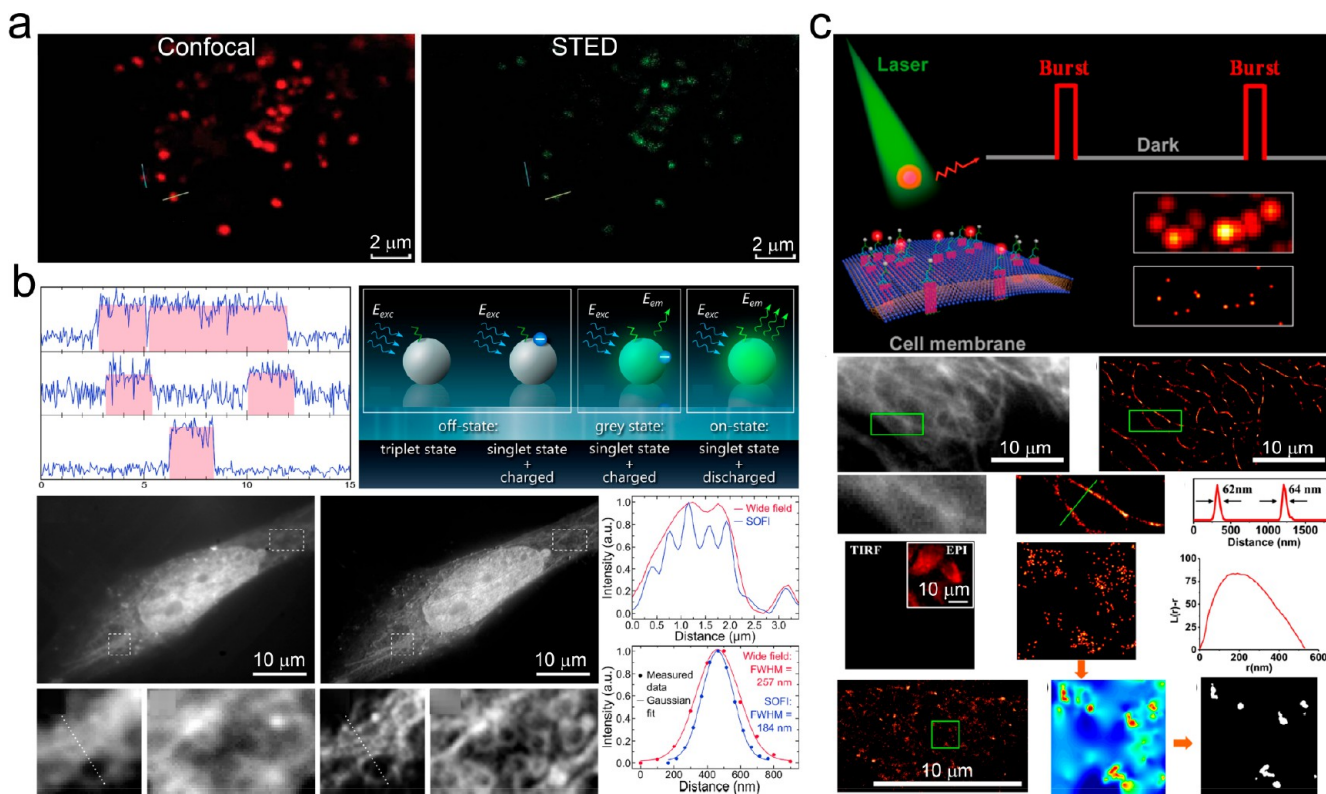 a
Confocal
2 μm
STED
2 μm
b
0 5 10 15
E_exc
E_exc
E_exc
E_em
E_exc
E_em
off-state:
grey state:
on-state:
triplet state
singlet state
+
charged
singlet state
+
charged
singlet state
+
discharged
10 μm
10 μm
Intensity (a.u.)
1.0
0.8
0.6
0.4
0.2
0.0
Wide field
SOFI
0.0 0.5 1.0 1.5 2.0 2.5 3.0
Distance (μm)
Intensity (a.u.)
1.0
0.8
0.6
0.4
0.2
0.0
Measured
data
Gaussian
fit
Wide field:
FWHM =
257 nm
SOFI:
FWHM =
184 nm
0 200 400 600 800
Distance (nm)
c
Laser
Burst
Burst
Dark
Cell membrane
10 μm
10 μm
62nm
64 nm
0 500 1000 1500
Distance (nm)
TIRF
EPI
10 μm
L(r)-r
100
75
50
25
0
0 200 400 600
r(nm)
10 μm